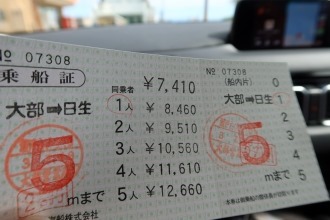 № 07308
乗船証
大部➡日生
5
mまで
同乗者
¥7,410
1人 ¥ 8,460
2人 ¥ 9,510
3人 ¥10,560
4人 ¥11,610
5人 ¥12,660
№ 07308
(船内片)
大部➡日生
5
mまで
0
1
2
3
4
5